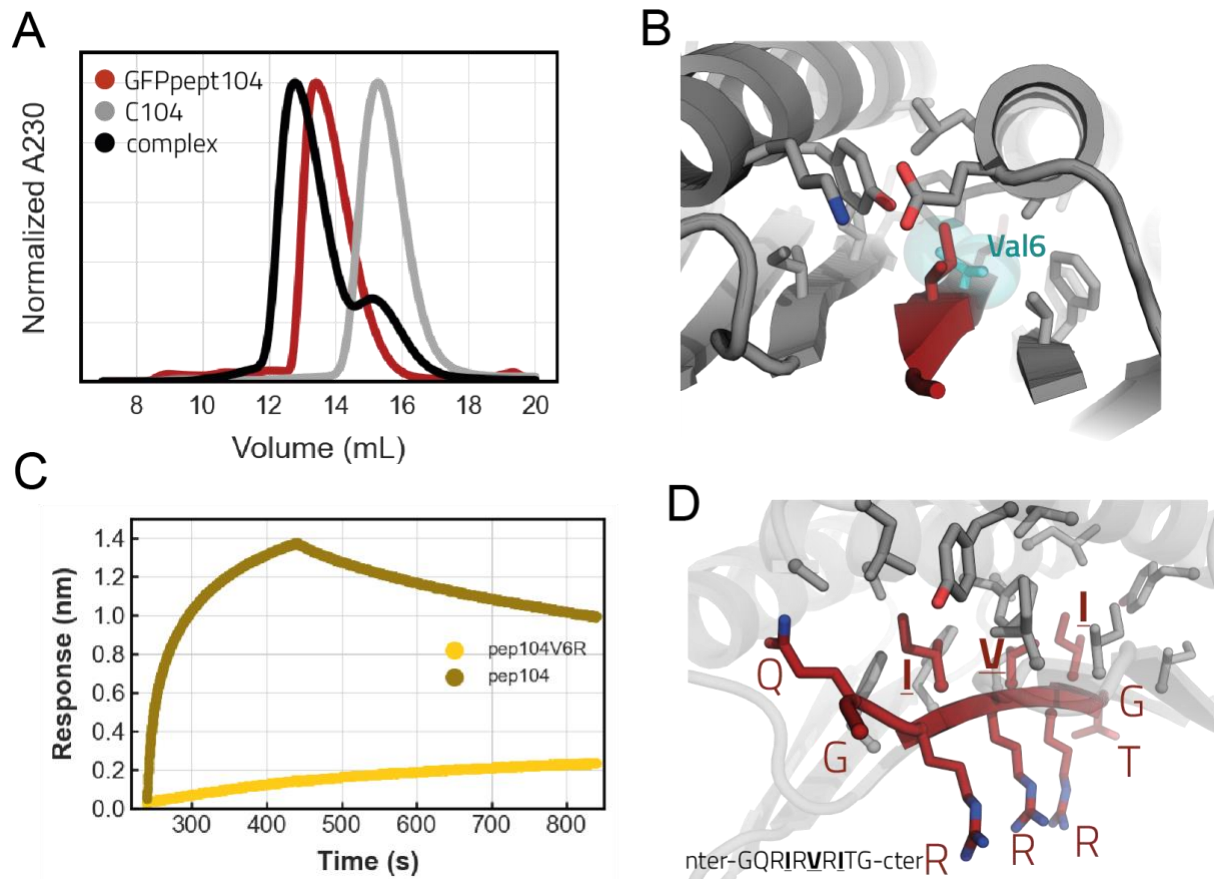 A
Normalized A230
GFPpept104
C104
complex
8 10 12 14 16 18 20
Volume (mL)
B
Val6
C
Response (nm)
1.4
1.2
1.0
0.8
0.6
0.4
0.2
0.0
pep104V6R
pep104
300 400 500 600 700 800
Time (s)
D
I
V
I
Q
G
G
T
R
R
R
nter-GQRIRVRITG-cter